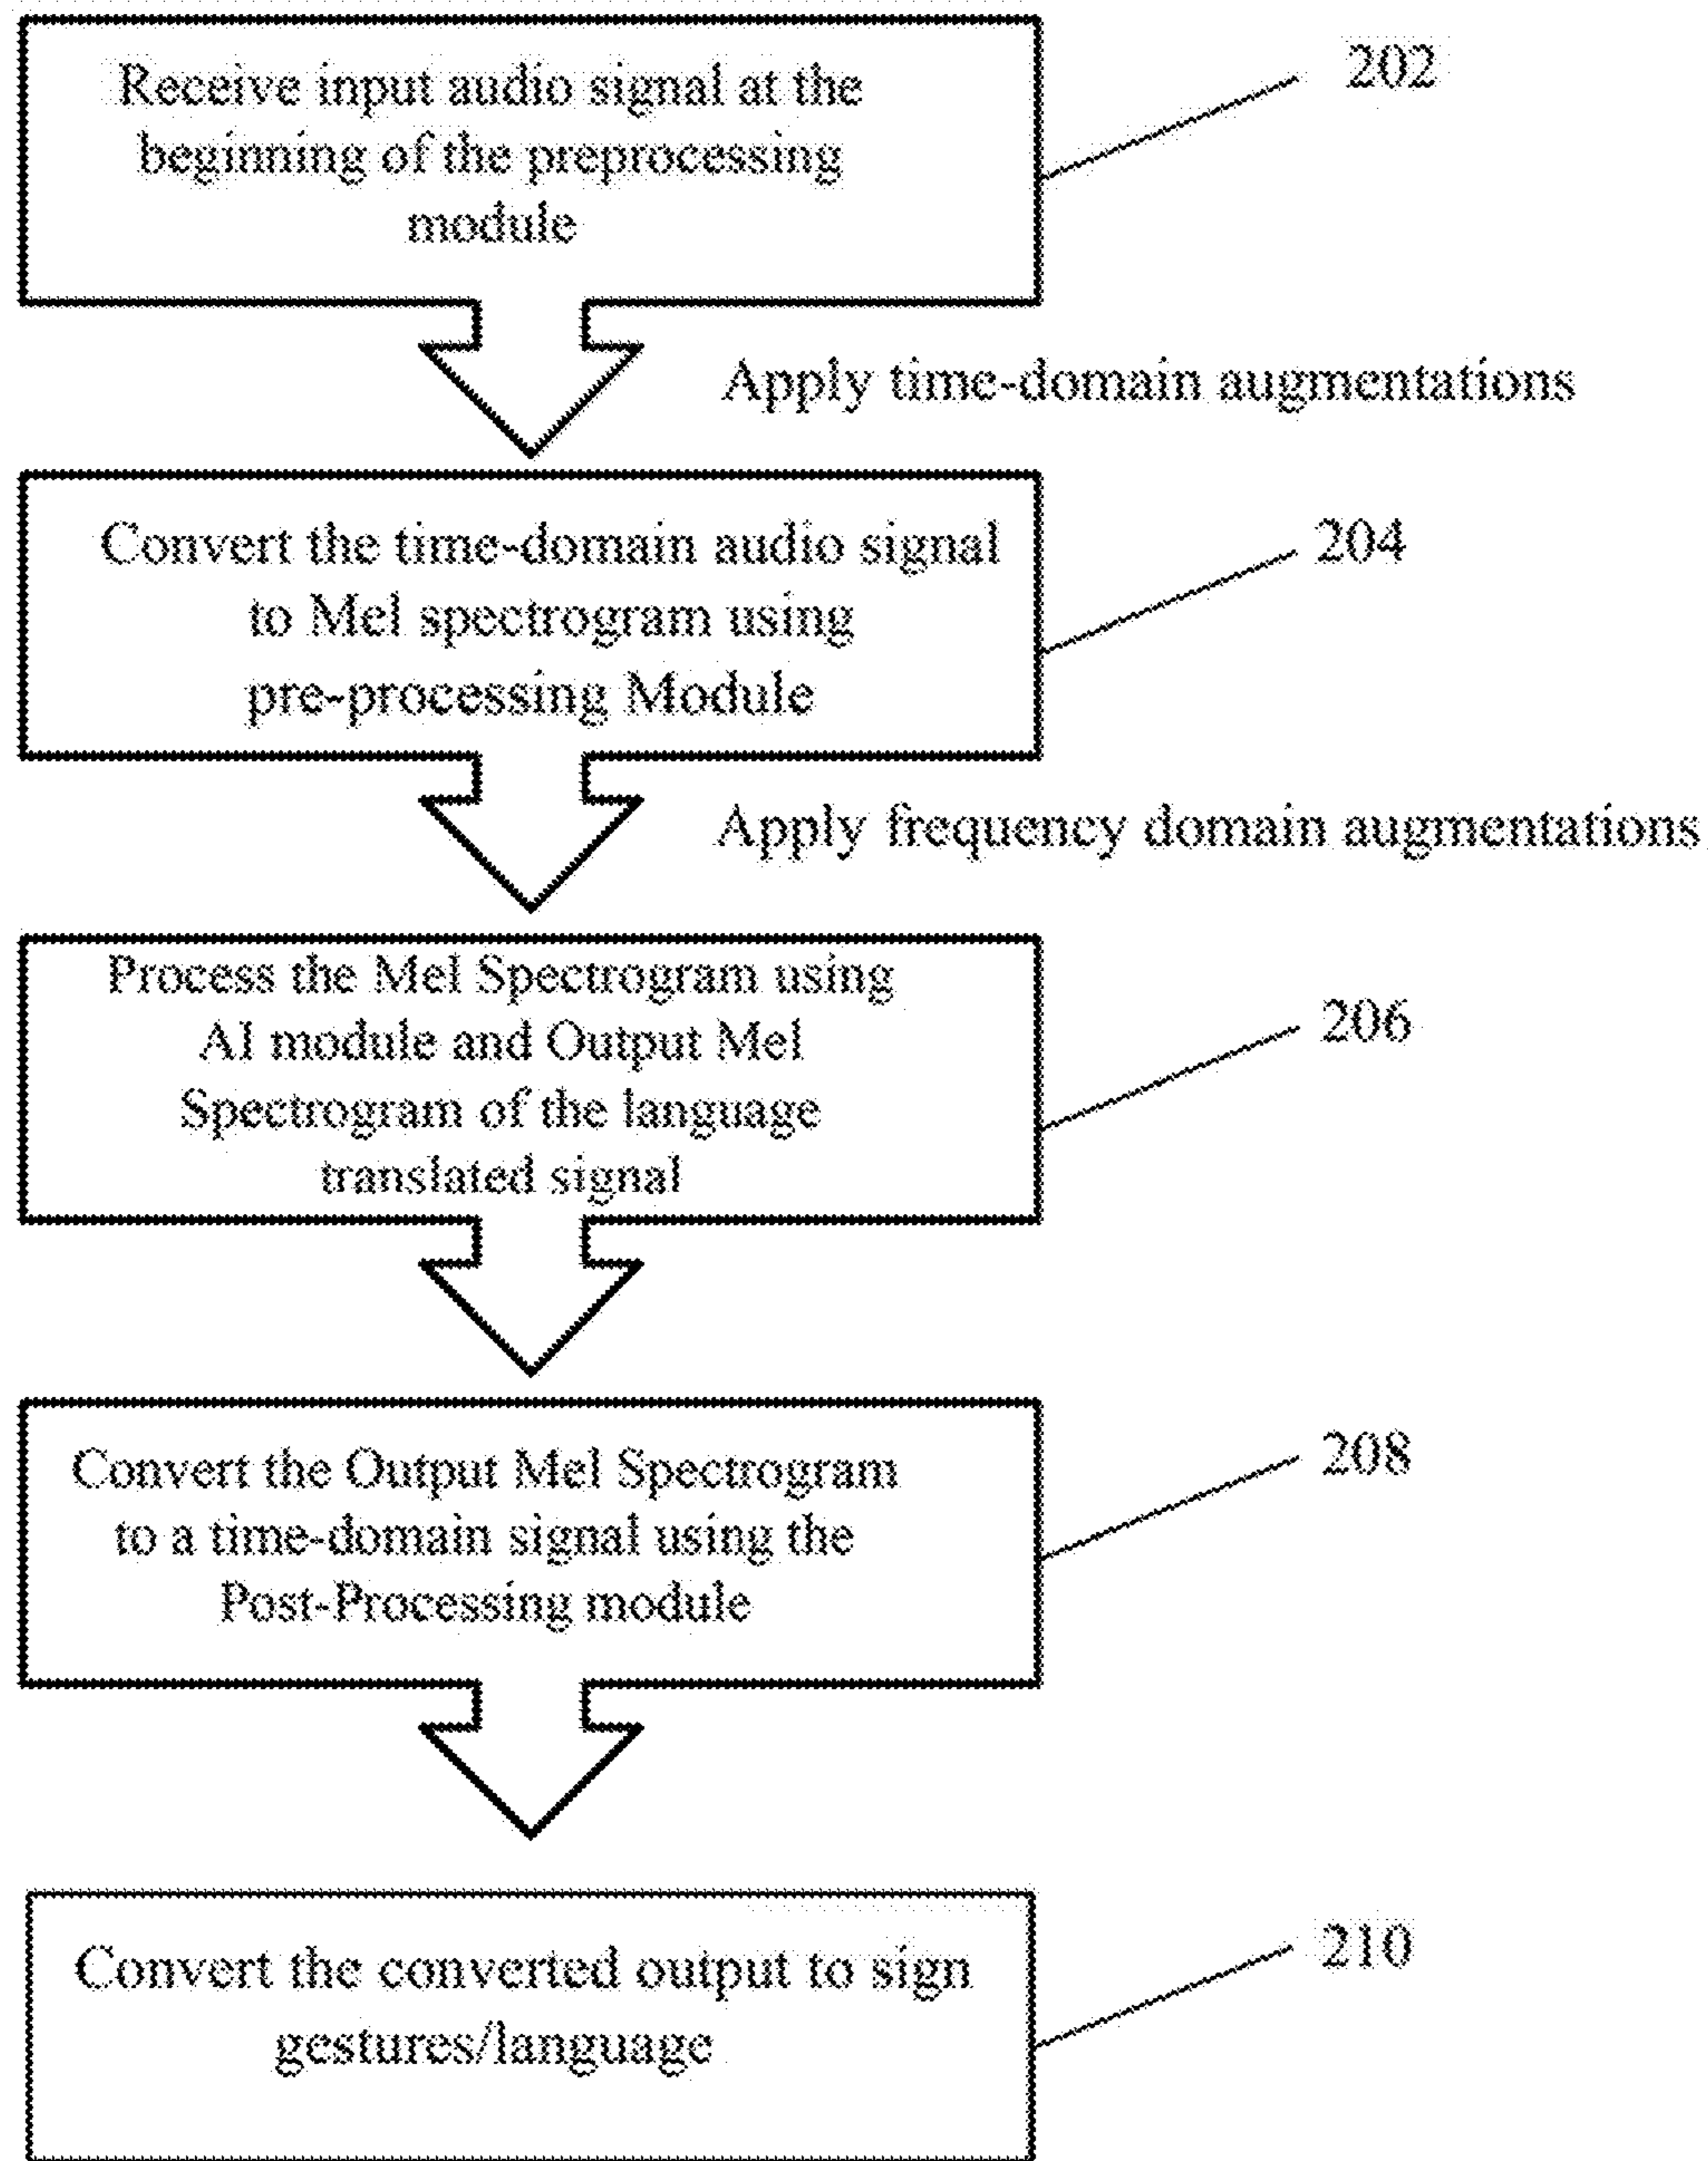 Receive input audio signal at the
beginning of the preprocessing
module
202
Apply time-domain augmentations
Convert the time-domain audio signal
to Mel spectrogram using
pre-processing Module
204
Apply frequency domain augmentations
Process the Mel Spectrogram using
AI module and Output Mel
Spectrogram of the language
translated signal
206
Convert the Output Mel Spectrogram
to a time-domain signal using the
Post-Processing module
208
Convert the converted output to sign
gestures/language
210